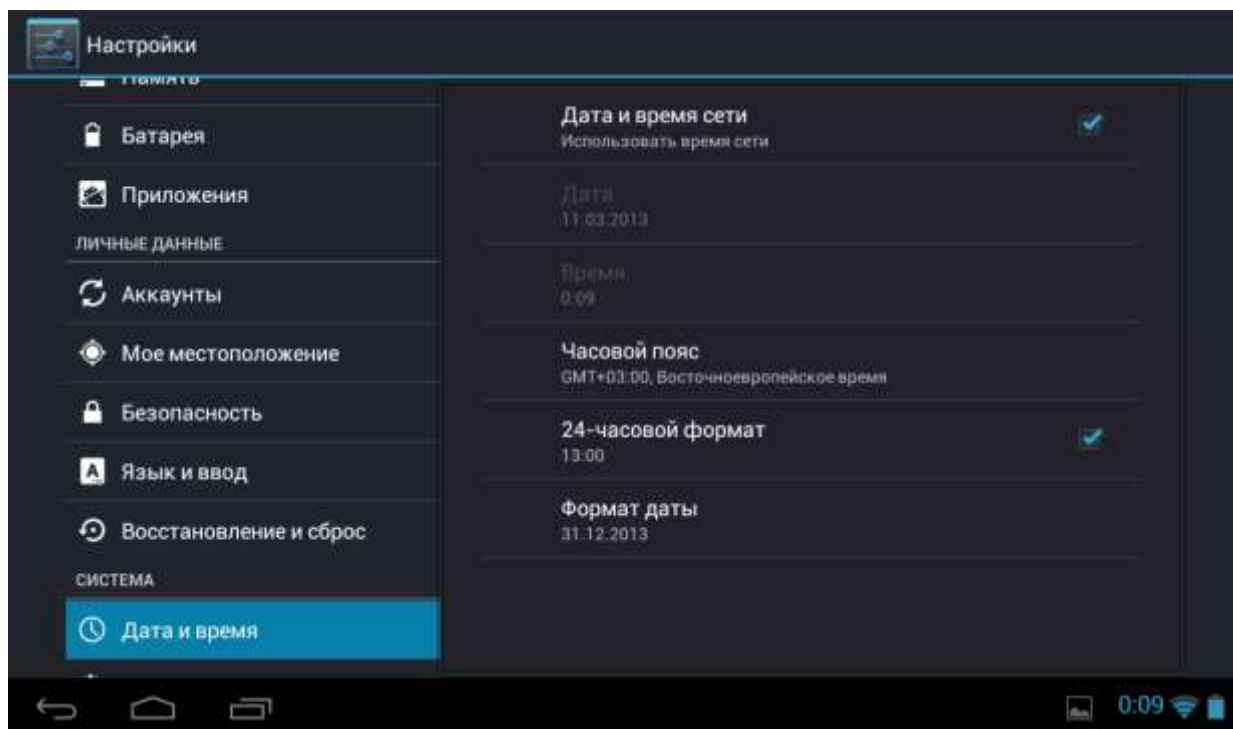 Настройки
Память
Батарея
Приложения
ЛИЧНЫЕ ДАННЫЕ
Аккаунты
Мое местоположение
Безопасность
Язык и ввод
Восстановление и сброс
СИСТЕМА
Дата и время
Дата и время сети
Использовать время сети
Дата
11.03.2013
Время
0:09
Часовой пояс
GMT+03:00, Восточноевропейское время
24-часовой формат
13:00
Формат даты
31.12.2013
0:09